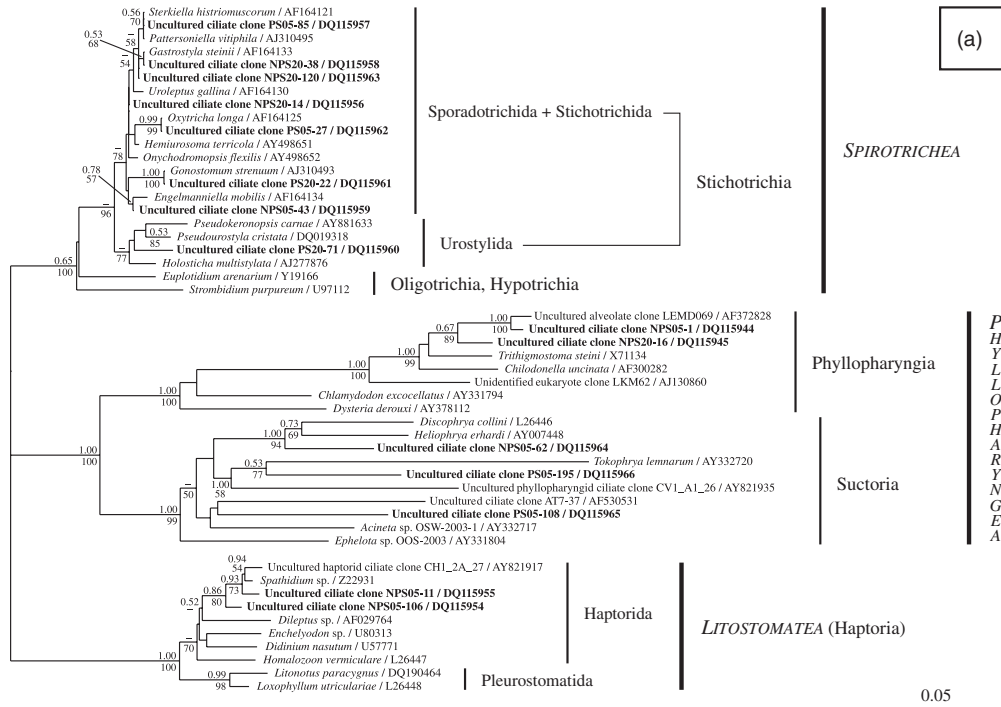 (a)
0.56
70
Sterkiella histriomuscorum / AF164121
Uncultured ciliate clone PS05-85 / DQ115957
Pattersoniella vitiphila / AJ310495
–
58
0.53
68
Gastrostyla steinii / AF164133
–
54
Uncultured ciliate clone NPS20-38 / DQ115958
Uncultured ciliate clone NPS20-120 / DQ115963
Uroleptus gallina / AF164130
Uncultured ciliate clone NPS20-14 / DQ115956
Sporadotrichida + Stichotrichida
0.99
99
Oxytricha longa / AF164125
Uncultured ciliate clone PS05-27 / DQ115962
–
78
Hemiurosoma terricola / AY498651
Onychodromopsis flexilis / AY498652
SPIROTRICHEA
0.78
57
1.00
100
Gonostomum strenuum / AJ310493
Uncultured ciliate clone PS20-22 / DQ115961
Stichotrichia
Engelmanniella mobilis / AF164134
Uncultured ciliate clone NPS05-43 / DQ115959
–
96
Pseudokeronopsis carnae / AY881633
0.53
85
Pseudourostyla cristata / DQ019318
Uncultured ciliate clone PS20-71 / DQ115960
Urostylida
–
77
Holosticha multistylata / AJ277876
0.65
100
Euplotidium arenarium / Y19166
Strombidium purpureum / U97112
Oligotrichia, Hypotrichia
1.00
100
Uncultured alveolate clone LEMD069 / AF372828
Uncultured ciliate clone NPS05-1 / DQ115944
0.67
89
Uncultured ciliate clone NPS20-16 / DQ115945
1.00
99
Trithigmostoma steini / X71134
Chilodonella uncinata / AF300282
1.00
100
Unidentified eukaryote clone LKM62 / AJ130860
Phyllopharyngia
1.00
100
Chlamydodon excocellatus / AY331794
Dysteria derouxi / AY378112
0.73
69
Discophrya collini / L26446
Heliophrya erhardi / AY007448
1.00
94
Uncultured ciliate clone NPS05-62 / DQ115964
1.00
100
0.53
77
Tokophrya lemnarum / AY332720
Uncultured ciliate clone PS05-195 / DQ115966
1.00
58
Uncultured phyllopharyngid ciliate clone CV1_A1_26 / AY821935
Suctoria
–
50
Uncultured ciliate clone AT7-37 / AF530531
Uncultured ciliate clone PS05-108 / DQ115965
1.00
99
Acineta sp. OSW-2003-1 / AY332717
Ephelota sp. OOS-2003 / AY331804
P
H
Y
L
L
O
P
H
A
R
Y
N
G
E
A
0.94
54
Uncultured haptorid ciliate clone CH1_2A_27 / AY821917
0.93
73
Spathidium sp. / Z22931
Uncultured ciliate clone NPS05-11 / DQ115955
0.86
80
Uncultured ciliate clone NPS05-106 / DQ115954
0.52
–
Dileptus sp. / AF029764
Haptorida
LITOSTOMATEA (Haptoria)
Enchelyodon sp. / U80313
–
70
Didinium nasutum / U57771
Homalozoon vermiculare / L26447
1.00
100
0.99
98
Litonotus paracygnus / DQ190464
Loxophyllum utriculariae / L26448
Pleurostomatida
0.05